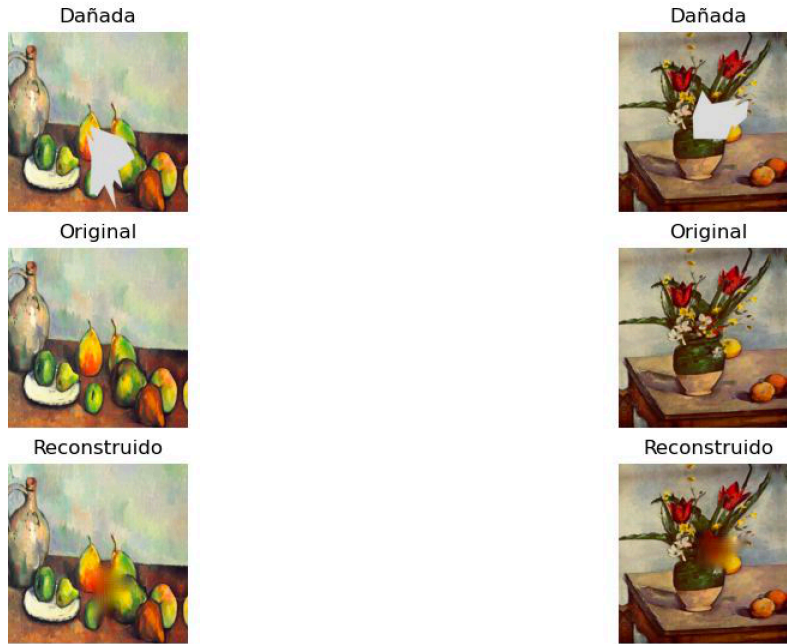 Dañada
Dañada
Original
Original
Reconstruido
Reconstruido